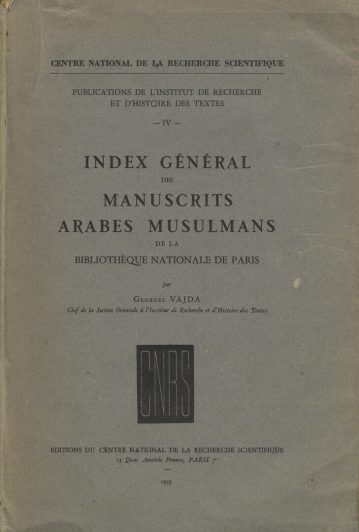 CENTRE NATIONAL DE LA RECHERCHE SCIENTIFIQUE
PUBLICATIONS DE L'INSTITUT DE RECHERCHE
ET D'HISTOIRE DES TEXTES
— IV —
INDEX GÉNÉRAL
DES
MANUSCRITS
ARABES MUSULMANS
DE LA
BIBLIOTHÈQUE NATIONALE DE PARIS
par
GEORGES VAJDA
Chef de la Section Orientale à l'Institut de Recherche et d'Histoire des Textes
CNRS
EDITIONS DU CENTRE NATIONAL DE LA RECHERCHE SCIENTIFIQUE
15 Quai Anatole France, PARIS 7e
1953